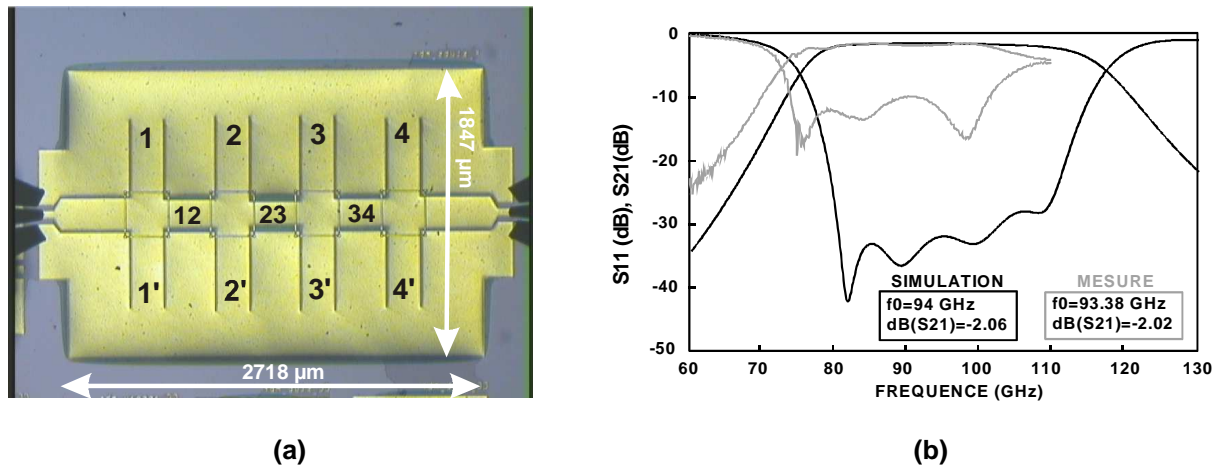 1 2 3 4
1847 µm
12 23 34
1' 2' 3' 4'
2718 µm
(a)
S11 (dB), S21(dB)
0
-10
-20
-30
-40
-50
SIMULATION
f0=94 GHz
dB(S21)=-2.06
MESURE
f0=93.38 GHz
dB(S21)=-2.02
60 70 80 90 100 110 120 130
FREQUENCE (GHz)
(b)